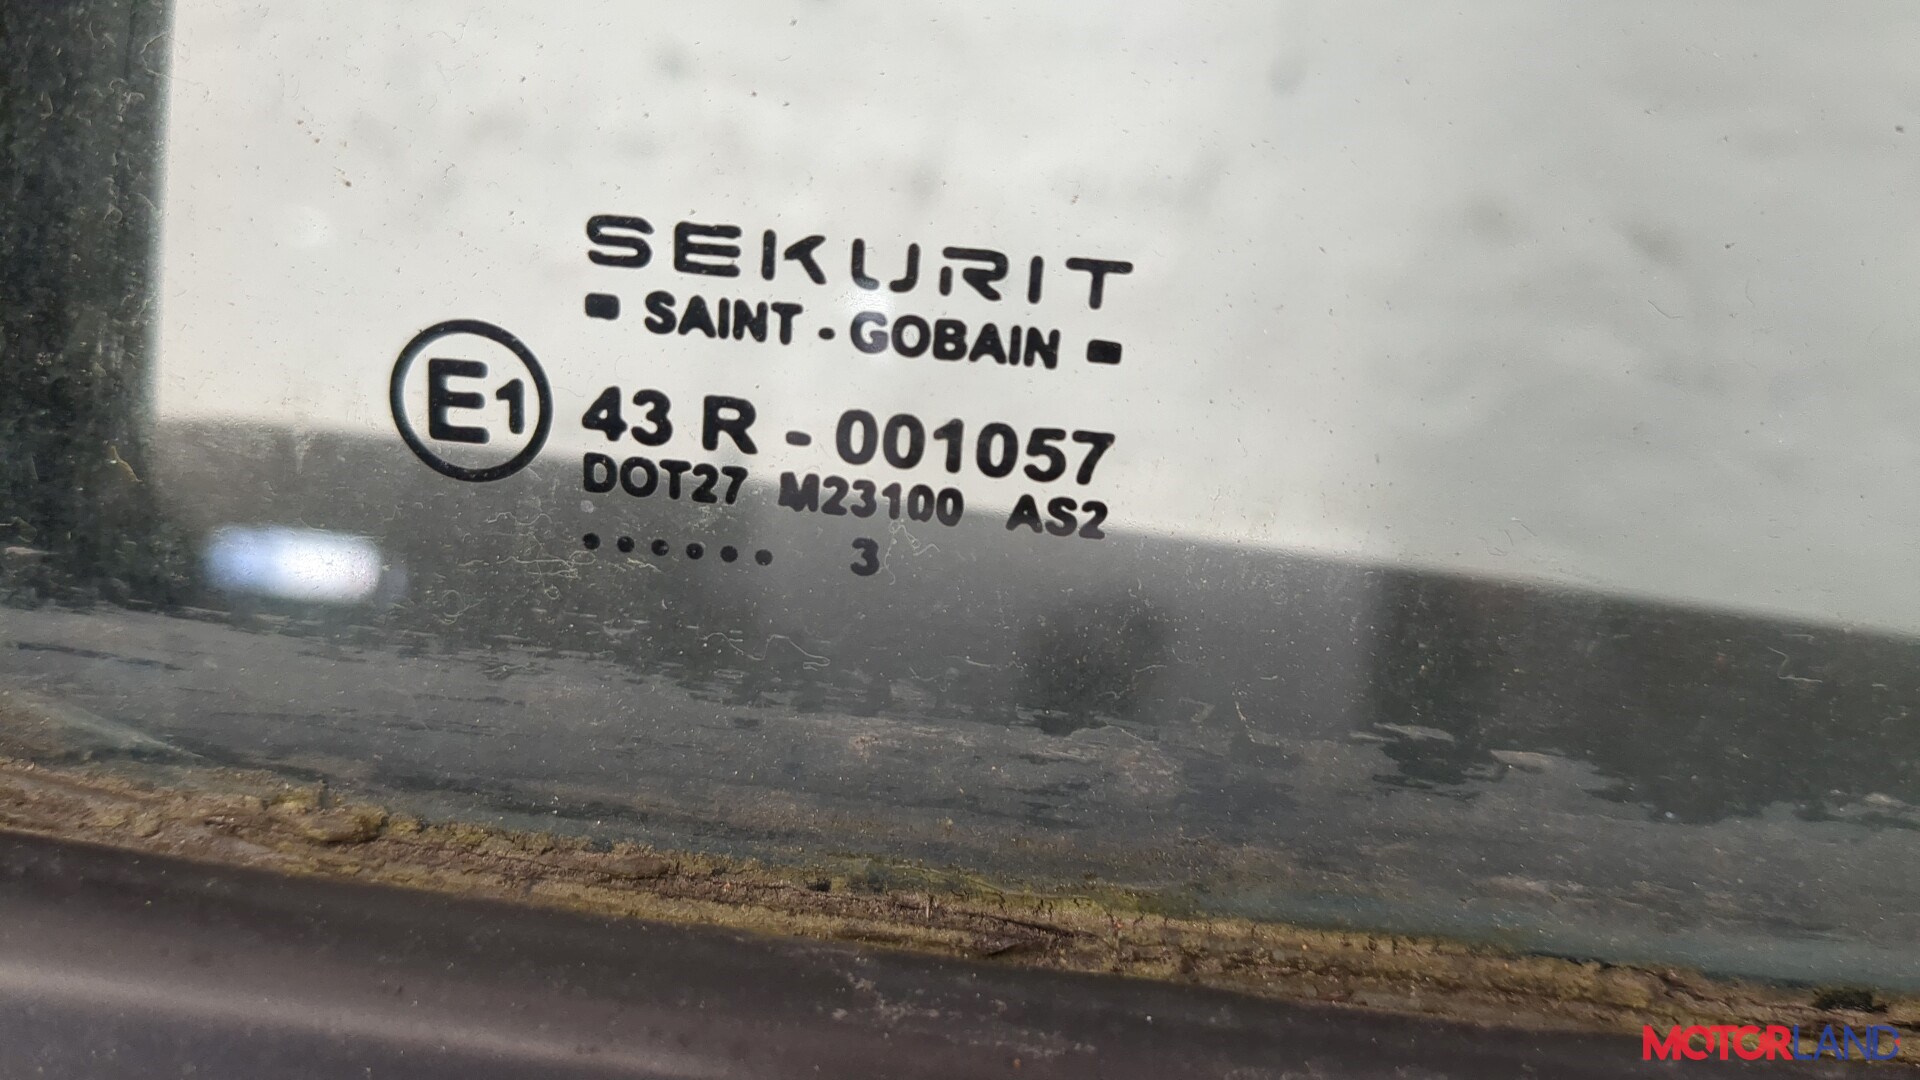 SEKURIT
SAINT - GOBAIN
E1
43 R - 001057
DOT27 M23100 AS2
...... 3
MOTORLAND